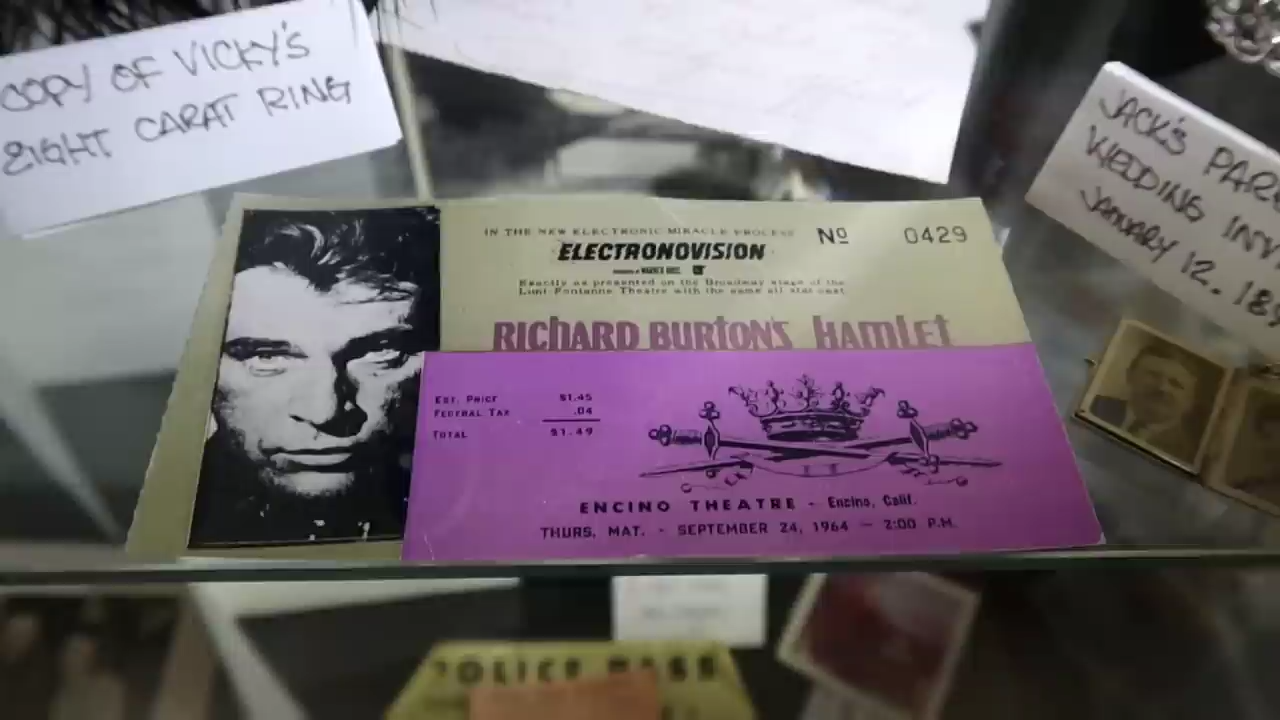 COPY OF VICKY'S
EIGHT CARAT RING
JACK'S
WEDDING
JANUARY 12, 18
IN THE NEW ELECTRONIC MIRACLE PROCESS
Nº 0429
ELECTRONOVISION
Exactly as presented on the Broadway stage of the
Lunt-Fontanne Theatre with the same all star cast
RICHARD BURTON'S HAMLET
EST. PRICE $1.45
FEDERAL TAX .04
TOTAL $1.49
ENCINO THEATRE - Encino, Calif.
THURS. MAT. - SEPTEMBER 24, 1964 - 2:00 P.M.
POLICE PASS